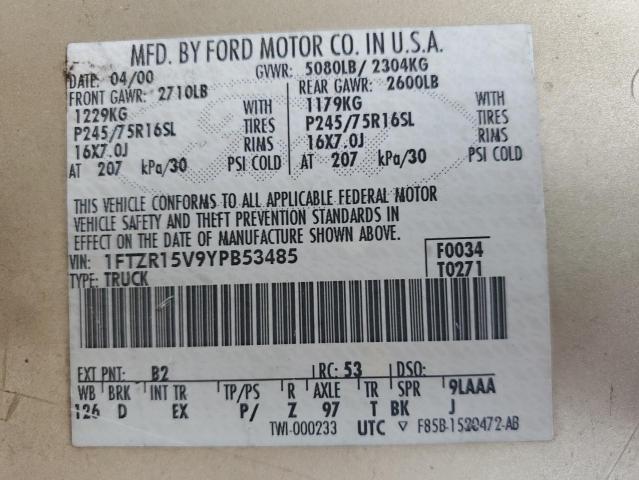 MFD. BY FORD MOTOR CO. IN U.S.A.
DATE: 04/00 GVWR: 5080LB/ 2304KG
FRONT GAWR: 2710LB REAR GAWR: 2600LB
1229KG WITH 1179KG WITH
P245/75R16SL TIRES P245/75R16SL TIRES
16X7.0J RIMS 16X7.0J RIMS
AT 207 kPa/30 PSI COLD AT 207 kPa/30 PSI COLD
THIS VEHICLE CONFORMS TO ALL APPLICABLE FEDERAL MOTOR
VEHICLE SAFETY AND THEFT PREVENTION STANDARDS IN
EFFECT ON THE DATE OF MANUFACTURE SHOWN ABOVE.
VIN: 1FTZR15V9YPB53485 F0034
TYPE: TRUCK T0271
EXT PNT: B2 RC: 53 DSO:
WB BRK INT TR TP/PS R AXLE TR SPR 9LAAA
126 D EX P/ Z 97 T BK J
TWI-000233 UTC ▽ F85B-1520472-AB